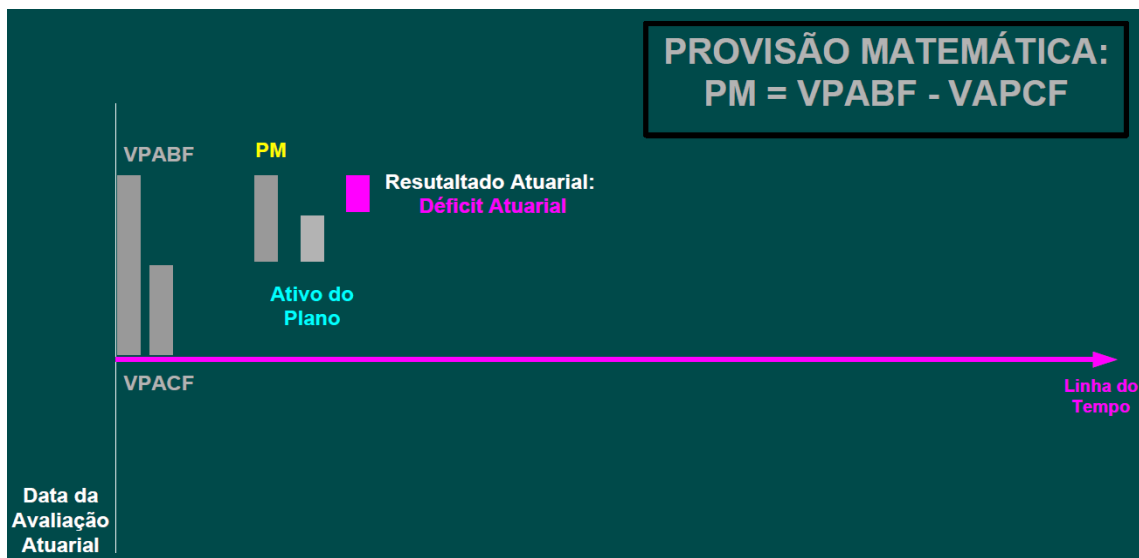 PROVISÃO MATEMÁTICA:
PM = VPABF - VAPCF
VPABF
PM
Resutaltado Atuarial:
Déficit Atuarial
Ativo do
Plano
VPACF
Linha do
Tempo
Data da
Avaliação
Atuarial